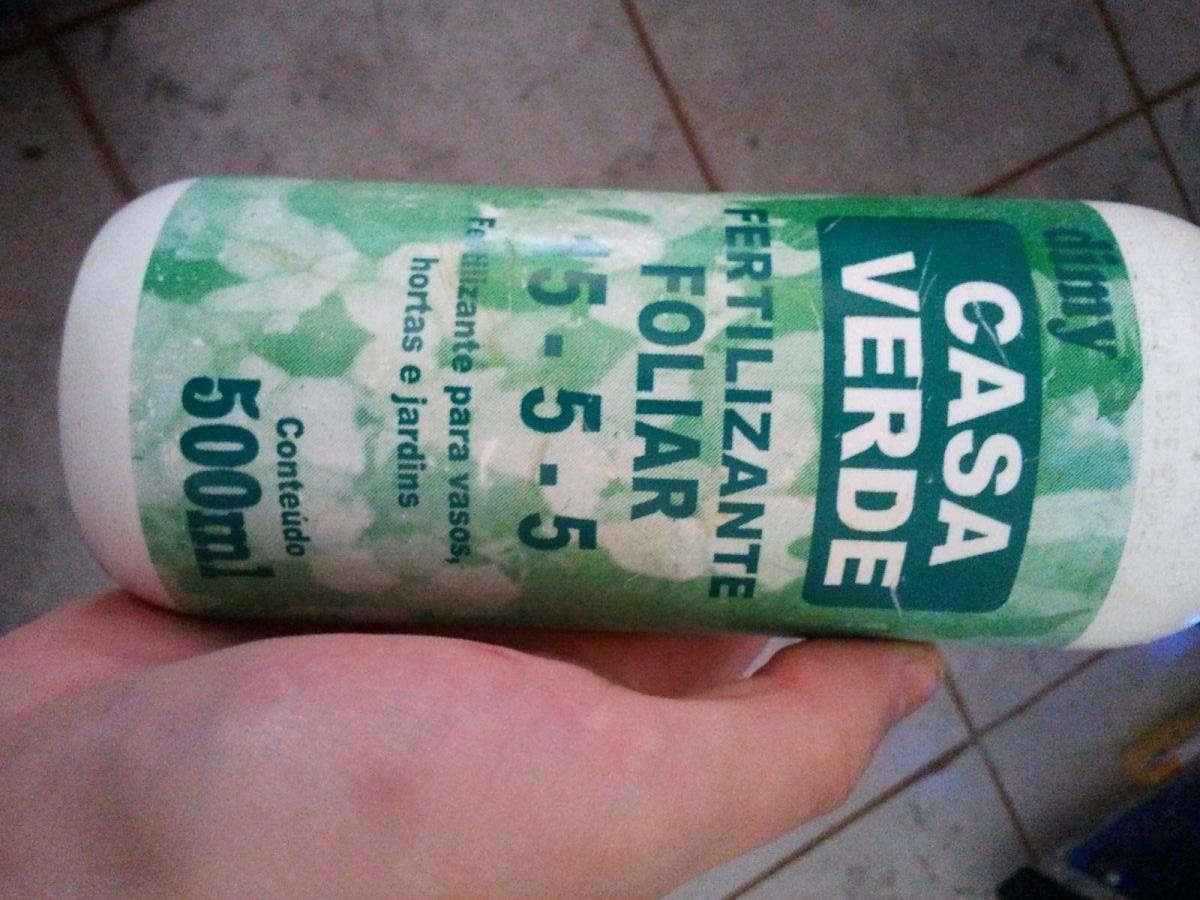 dimy
CASA
VERDE
FERTILIZANTE
FOLIAR
15 - 5 - 5
Fertilizante para vasos,
hortas e jardins
Conteúdo
500ml